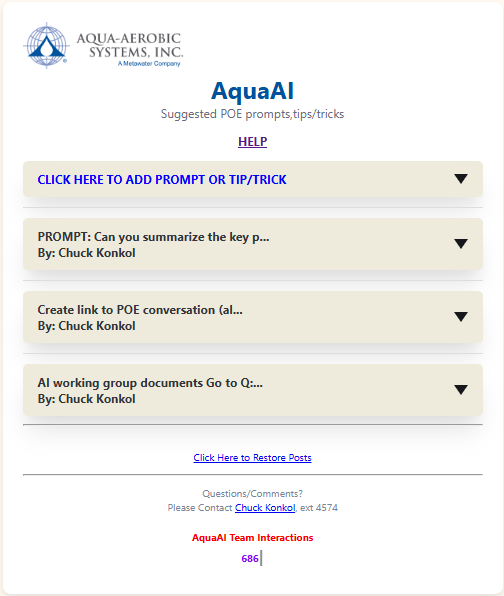 AQUA-AEROBIC
SYSTEMS, INC.
A Metawater Company
AquaAI
Suggested POE prompts,tips/tricks
HELP
CLICK HERE TO ADD PROMPT OR TIP/TRICK
PROMPT: Can you summarize the key p...
By: Chuck Konkol
Create link to POE conversation (al...
By: Chuck Konkol
AI working group documents Go to Q:...
By: Chuck Konkol
Click Here to Restore Posts
Questions/Comments?
Please Contact Chuck Konkol, ext 4574
AquaAI Team Interactions
686